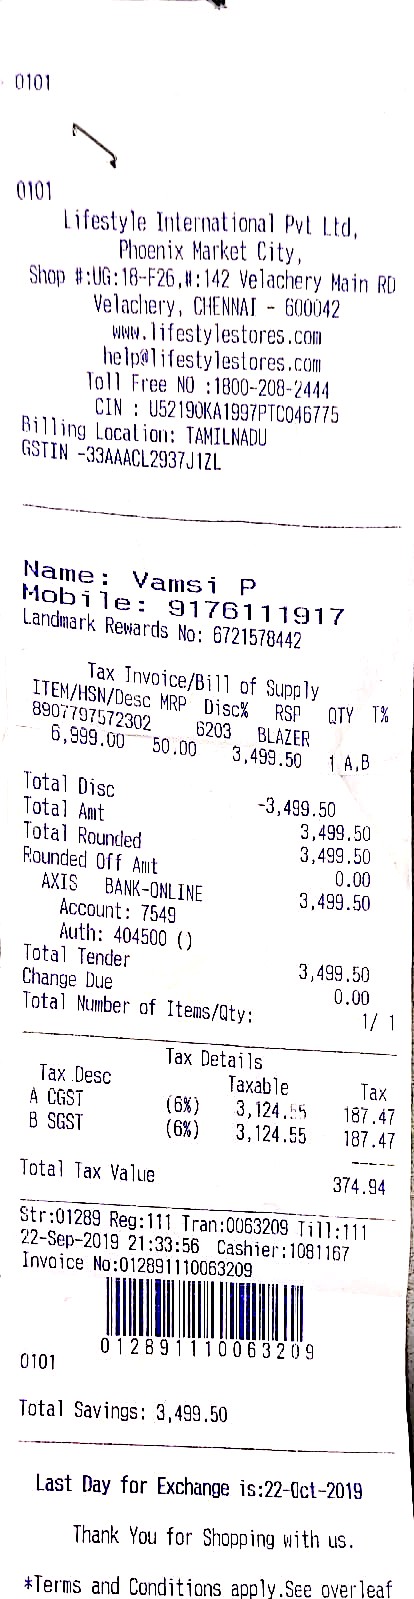 0101
0101
Lifestyle International Pvt Ltd,
Phoenix Market City,
Shop #:UG:18-F26,#:142 Velachery Main RD
Velachery, CHENNAI - 600042
www.lifestylestores.com
help@lifestylestores.com
Toll Free NO :1800-208-2444
CIN : U52190KA1997PTC046775
Billing Location: TAMILNADU
GSTIN -33AAACL2937J1ZL
Name: Vamsi P
Mobile: 9176111917
Landmark Rewards No: 6721578442
Tax Invoice/Bill of Supply
ITEM/HSN/Desc MRP Disc% RSP QTY T%
8907797572302 6203 BLAZER
6,999.00 50.00 3,499.50 1 A,B
Total Disc -3,499.50
Total Amt 3,499.50
Total Rounded 3,499.50
Rounded Off Amt 0.00
AXIS BANK-ONLINE 3,499.50
Account: 7549
Auth: 404500 ()
Total Tender 3,499.50
Change Due 0.00
Total Number of Items/Qty: 1/ 1
Tax Details
Tax Desc Taxable Tax
A CGST (6%) 3,124.55 187.47
B SGST (6%) 3,124.55 187.47
-----
Total Tax Value 374.94
Str:01289 Reg:111 Tran:0063209 Till:111
22-Sep-2019 21:33:56 Cashier:1081167
Invoice No:012891110063209
012891110063209
0101
Total Savings: 3,499.50
Last Day for Exchange is:22-Oct-2019
Thank You for Shopping with us.
*Terms and Conditions apply.See overleaf